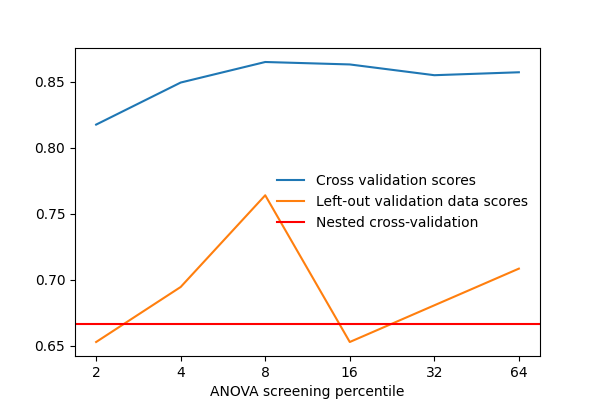 0.85
0.80
0.75
0.70
0.65
Cross validation scores
Left-out validation data scores
Nested cross-validation
2 4 8 16 32 64
ANOVA screening percentile